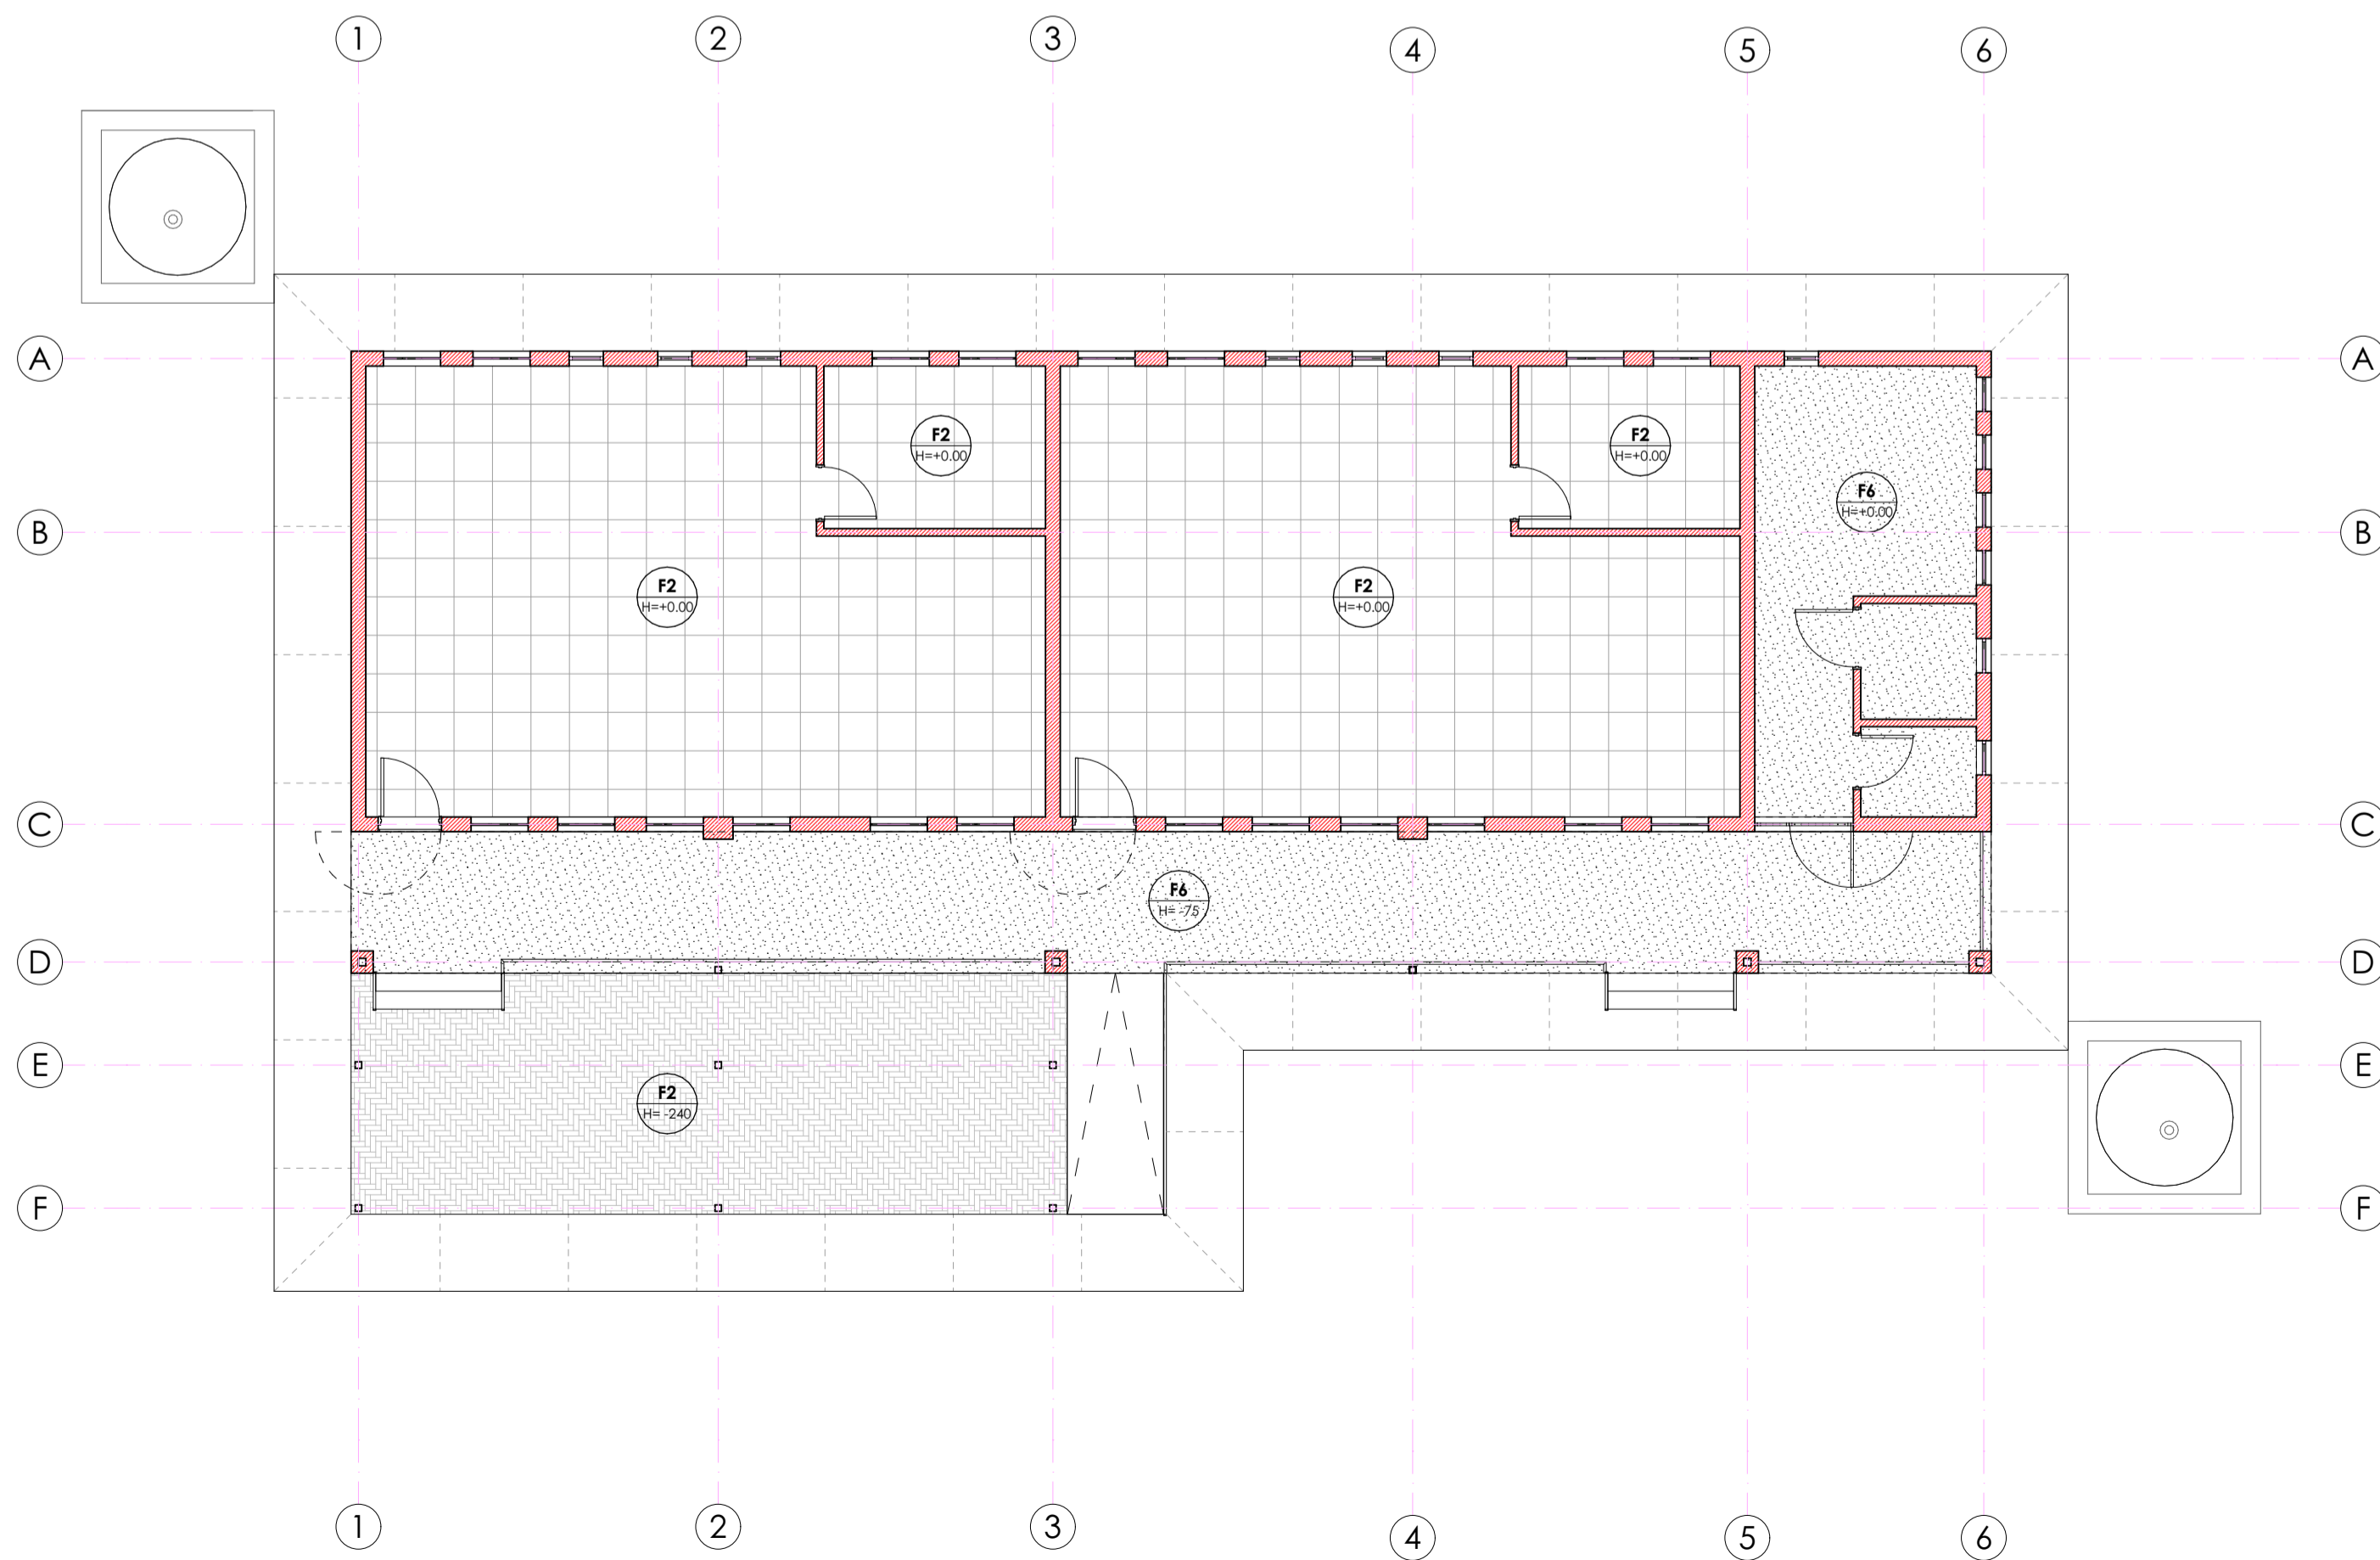 1 2 3 4 5 6
A A
F2 F2
H=+0.00 H=+0.00
F6
H=+0.00
B B
F2 F2
H=+0.00 H=+0.00
C C
F6
H= -75
D D
E E
F2
H= -240
F F
1 2 3 4 5 6